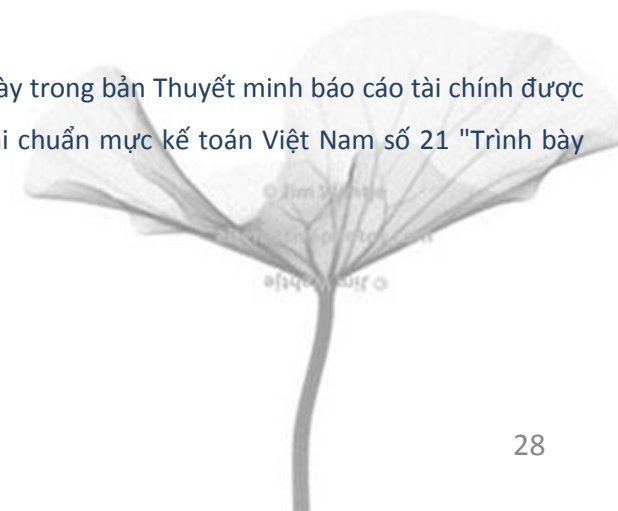 ày trong bản Thuyết minh báo cáo tài chính được
i chuẩn mực kế toán Việt Nam số 21 "Trình bày
© Jim
28